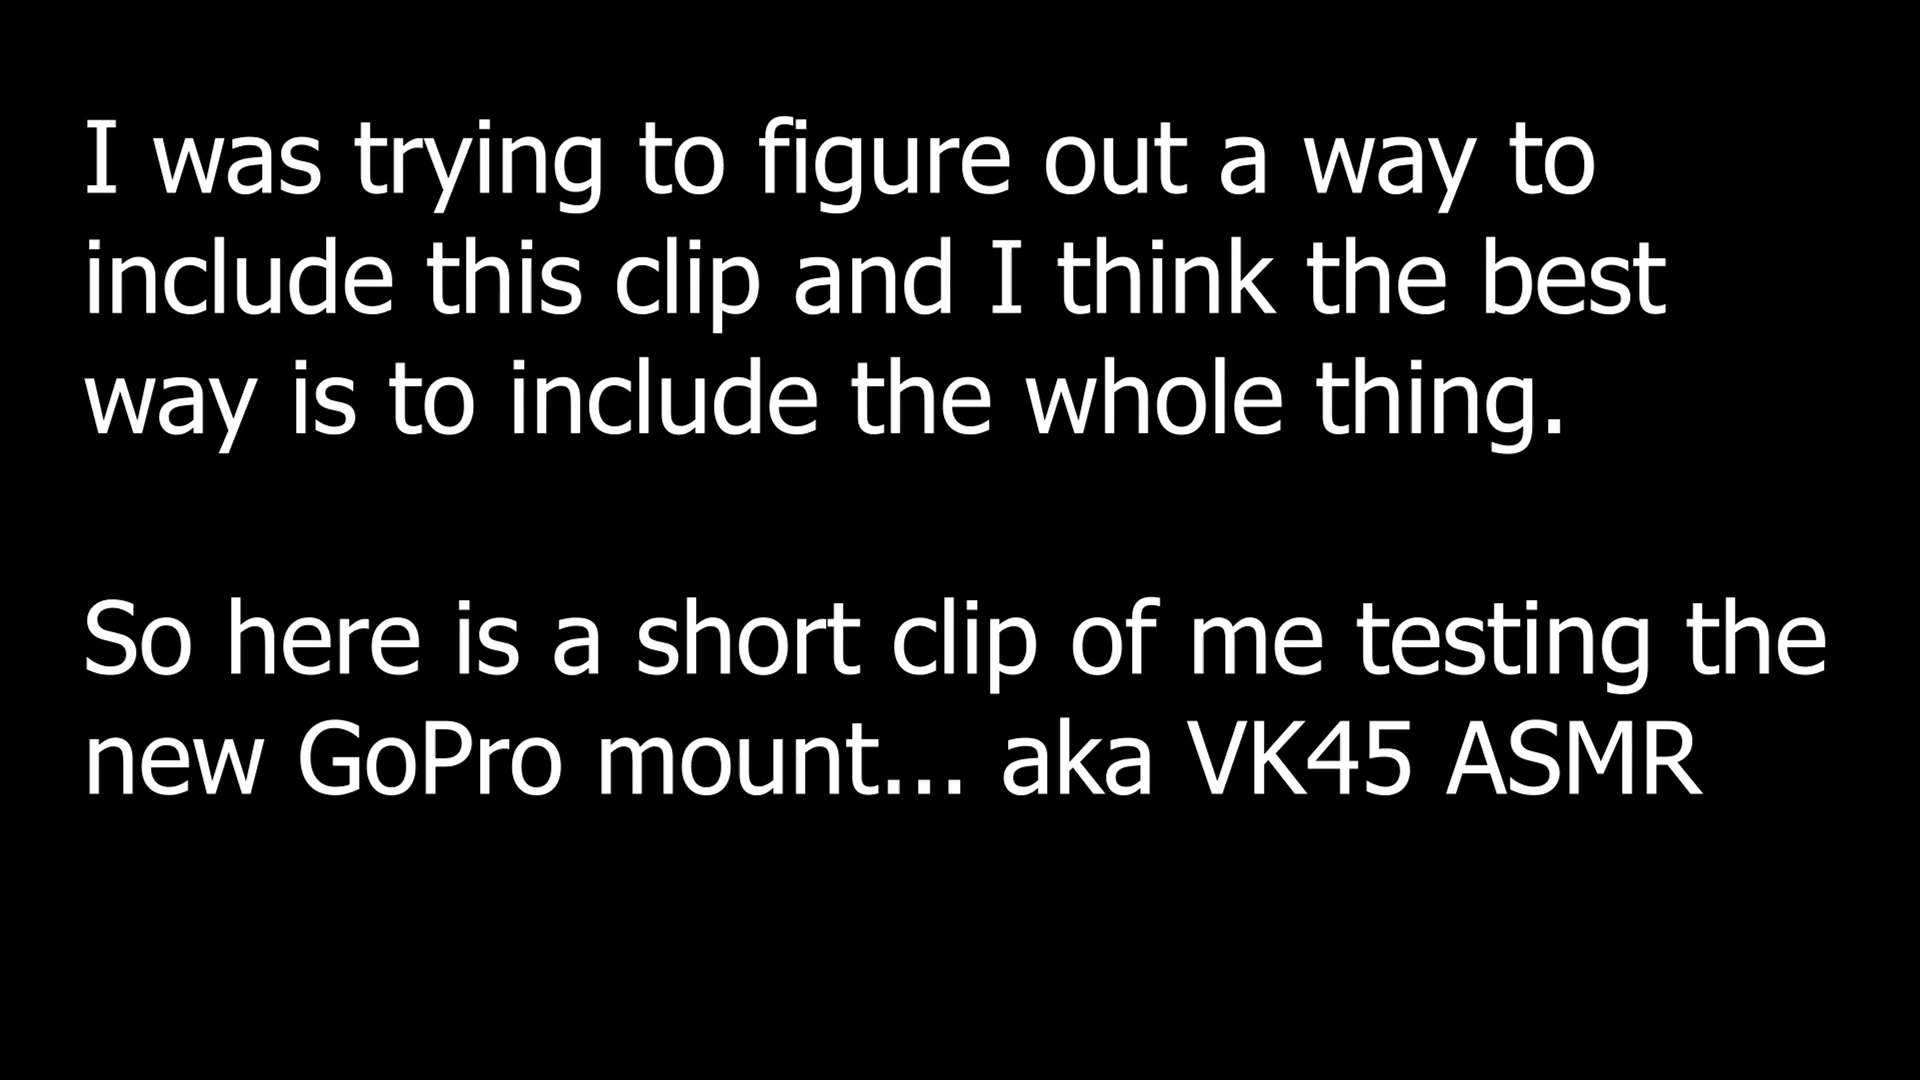 I was trying to figure out a way to
include this clip and I think the best
way is to include the whole thing.
So here is a short clip of me testing the
new GoPro mount... aka VK45 ASMR